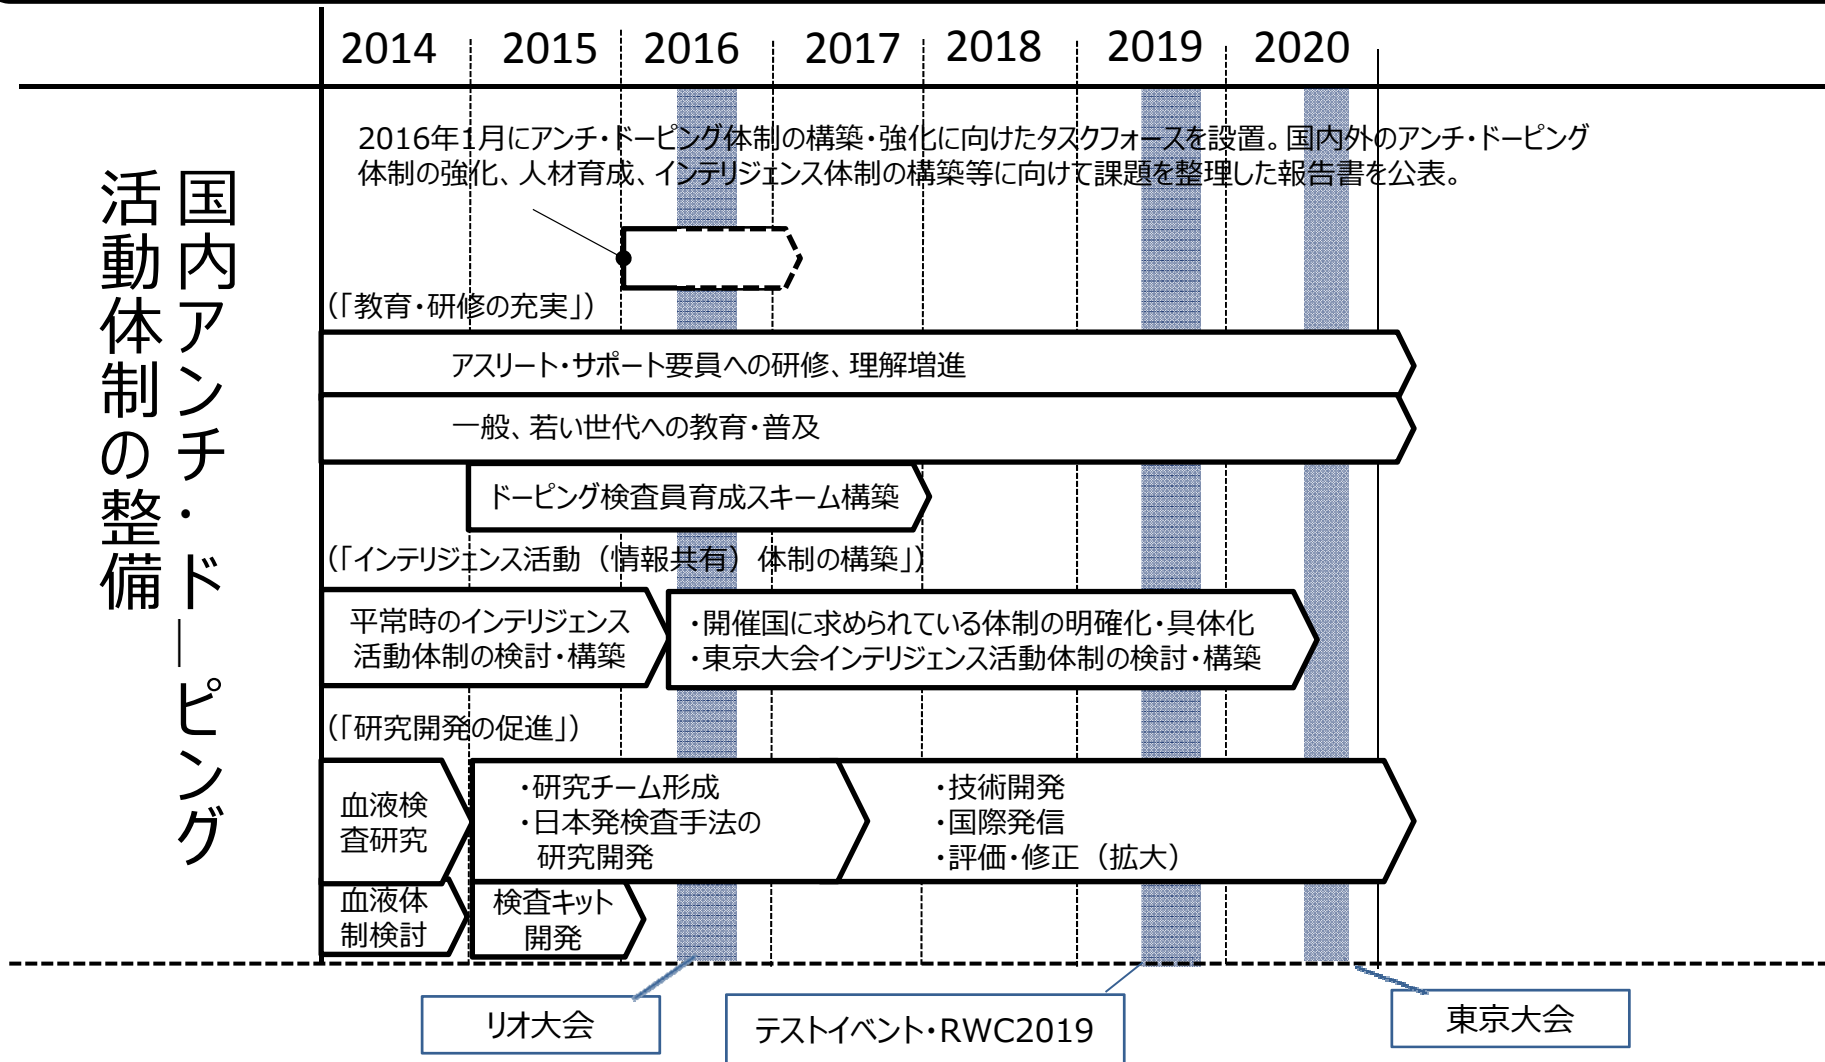 2014 2015 2016 2017 2018 2019 2020
国内アンチ・ドーピング
活動体制の整備
2016年1月にアンチ・ドーピング体制の構築・強化に向けたタスクフォースを設置。国内外のアンチ・ドーピング
体制の強化、人材育成、インテリジェンス体制の構築等に向けて課題を整理した報告書を公表。
(「教育・研修の充実」)
アスリート・サポート要員への研修、理解増進
一般、若い世代への教育・普及
ドーピング検査員育成スキーム構築
(「インテリジェンス活動(情報共有)体制の構築」)
平常時のインテリジェンス
活動体制の検討・構築
・開催国に求められている体制の明確化・具体化
・東京大会インテリジェンス活動体制の検討・構築
(「研究開発の促進」)
血液検
査研究
・研究チーム形成
・日本発検査手法の
研究開発
・技術開発
・国際発信
・評価・修正(拡大)
血液体
制検討
検査キット
開発
リオ大会
テストイベント・RWC2019
東京大会